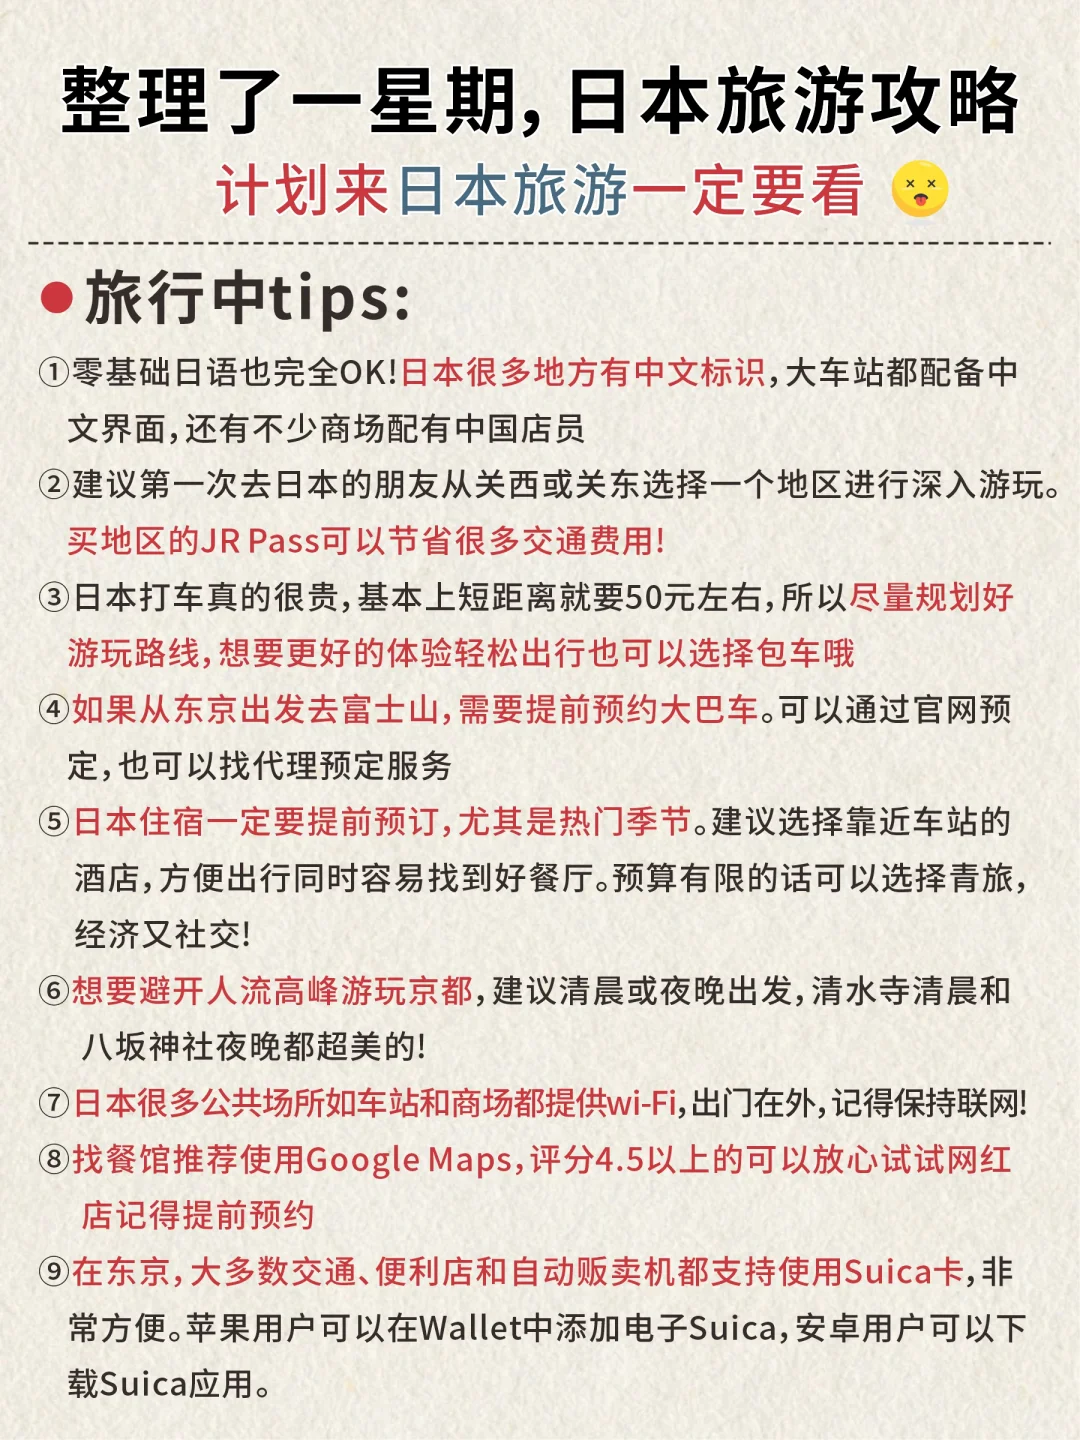 整理了一星期，日本旅游攻略
计划来日本旅游一定要看
旅行中tips:
①零基础日语也完全OK!日本很多地方有中文标识，大车站都配备中
文界面，还有不少商场配有中国店员
②建议第一次去日本的朋友从关西或关东选择一个地区进行深入游玩。
买地区的JR Pass可以节省很多交通费用!
③日本打车真的很贵，基本上短距离就要50元左右，所以尽量规划好
游玩路线，想要更好的体验轻松出行也可以选择包车哦
④如果从东京出发去富士山，需要提前预约大巴车。可以通过官网预
定，也可以找代理预定服务
⑤日本住宿一定要提前预订，尤其是热门季节。建议选择靠近车站的
酒店，方便出行同时容易找到好餐厅。预算有限的话可以选择青旅，
经济又社交!
⑥想要避开人流高峰游玩京都，建议清晨或夜晚出发，清水寺清晨和
八坂神社夜晚都超美的!
⑦日本很多公共场所如车站和商场都提供wi-Fi，出门在外，记得保持联网!
⑧找餐馆推荐使用Google Maps，评分4.5以上的可以放心试试网红
店记得提前预约
⑨在东京，大多数交通、便利店和自动贩卖机都支持使用Suica卡，非
常方便。苹果用户可以在Wallet中添加电子Suica，安卓用户可以下
载Suica应用。